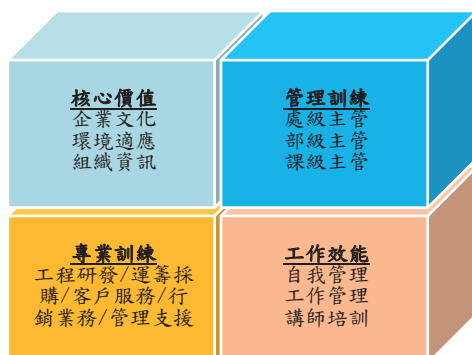 核心價值
企業文化
環境適應
組織資訊
管理訓練
處級主管
部級主管
課級主管
專業訓練
工程研發/運籌採
購/客戶服務/行
銷業務/管理支援
工作效能
自我管理
工作管理
講師培訓